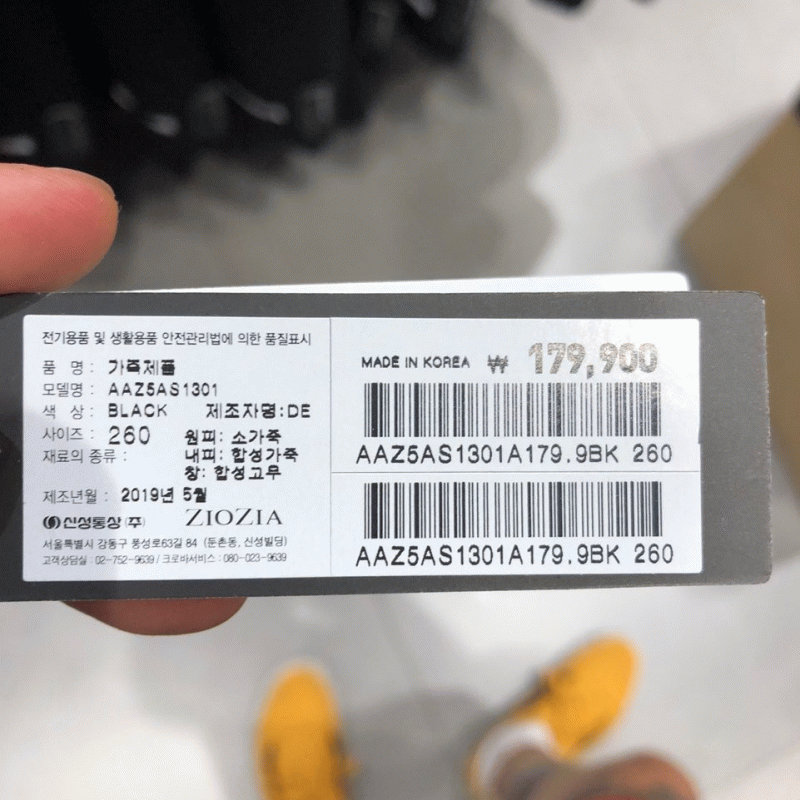 전기용품 및 생활용품 안전관리법에 의한 품질표시
품 명 : 가죽제품
모델명 : AAZ5AS1301
색 상 : BLACK 제조자명:DE
사이즈 : 260 원피: 소가죽
재료의 종류 : 내피: 합성가죽
창: 합성고무
제조년월 : 2019년 5월
신성통상(주) ZIOZIA
서울특별시 강동구 풍성로63길 84 (둔촌동, 신성빌딩)
고객상담실 : 02-752-9639 / 크로바서비스 : 080-023-9639
MADE IN KOREA ₩ 179,900
AAZ5AS1301A179.9BK 260
AAZ5AS1301A179.9BK 260